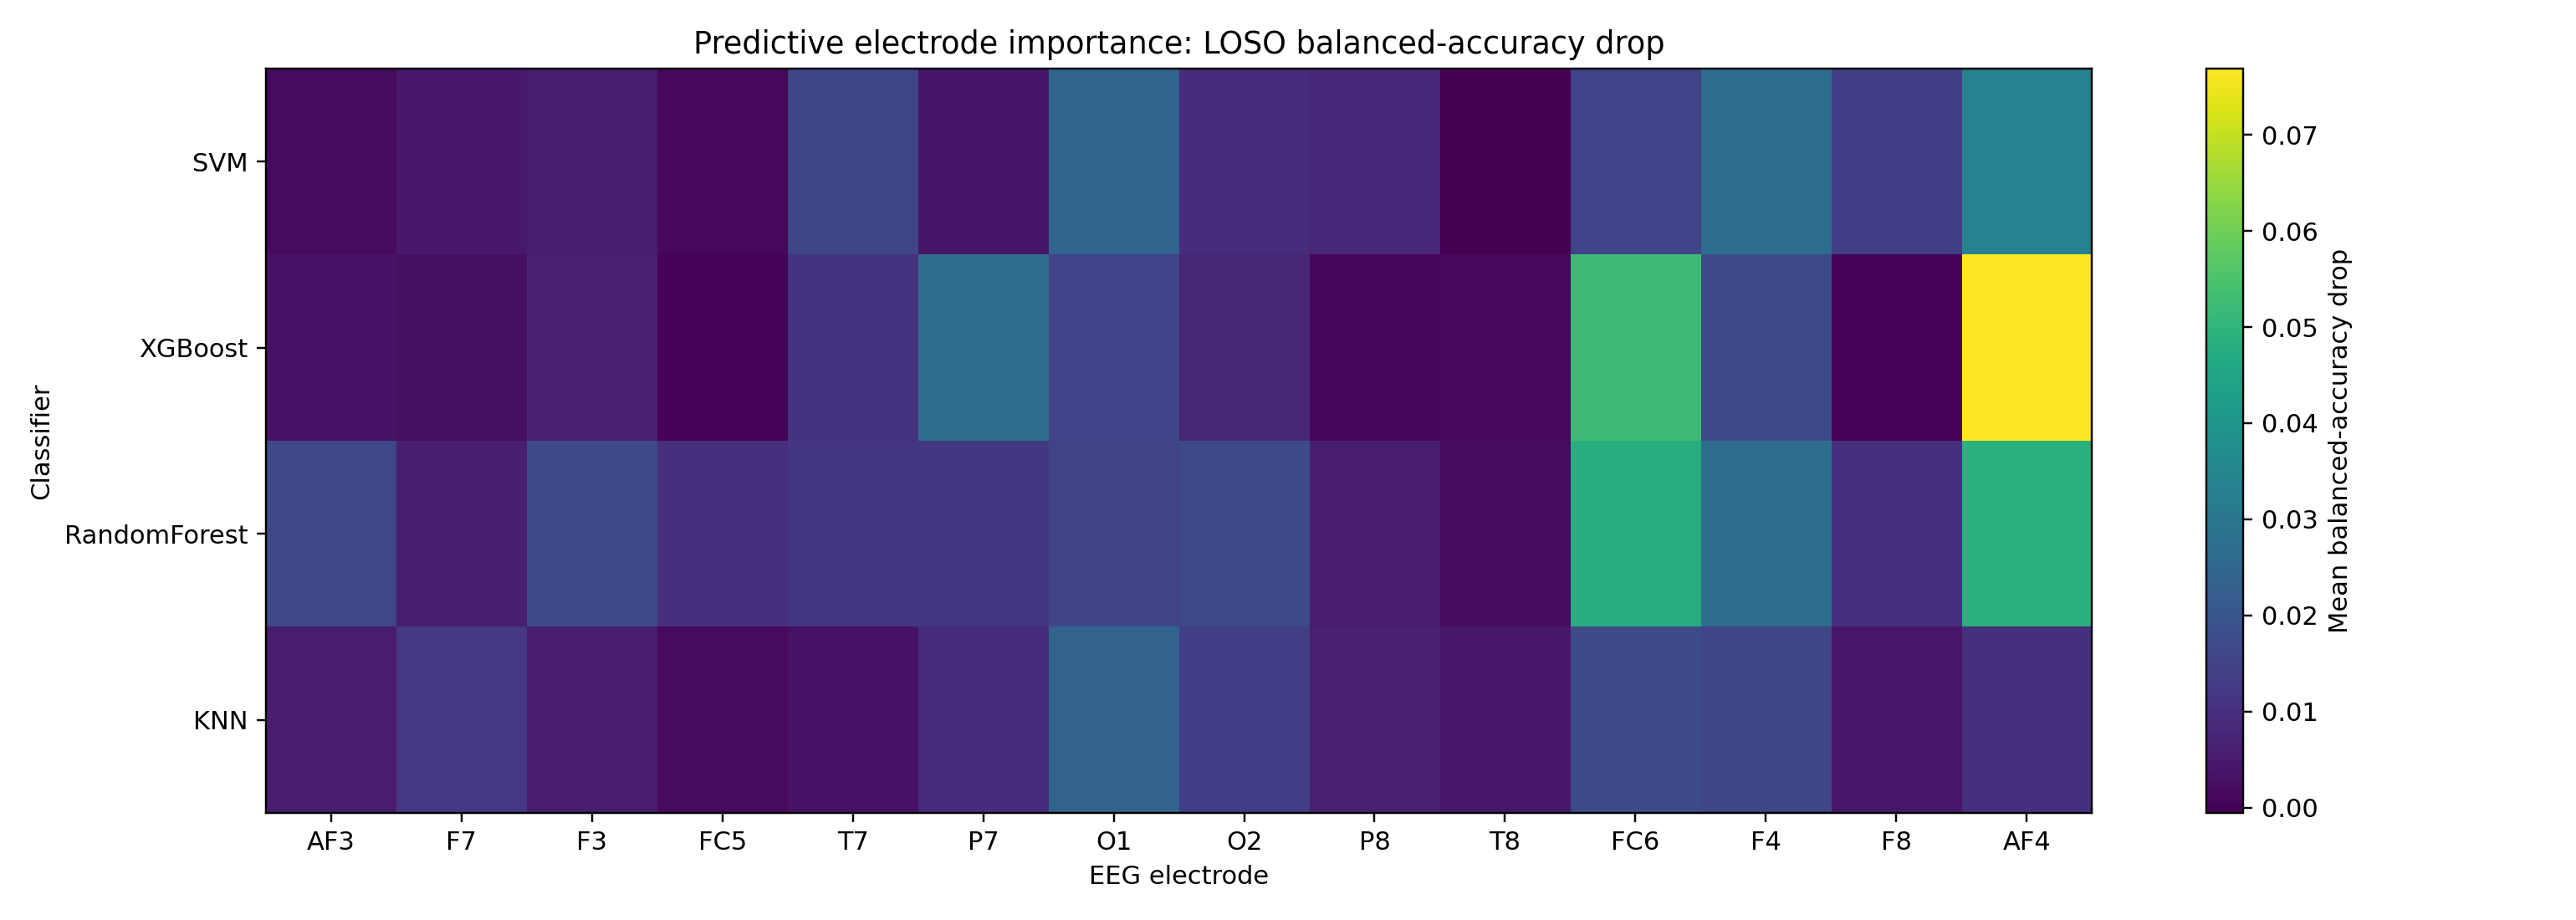 Predictive electrode importance: LOSO balanced-accuracy drop
Classifier
SVM
XGBoost
RandomForest
KNN
AF3 F7 F3 FC5 T7 P7 O1 O2 P8 T8 FC6 F4 F8 AF4
EEG electrode
0.07
0.06
0.05
0.04
0.03
0.02
0.01
0.00
Mean balanced-accuracy drop